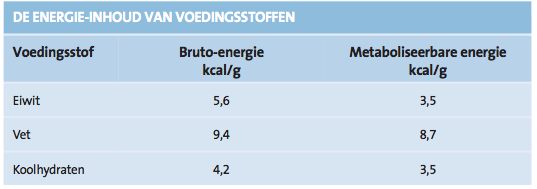 DE ENERGIE-INHOUD VAN VOEDINGSSTOFFEN
Voedingsstof Bruto-energie kcal/g Metaboliseerbare energie kcal/g
Eiwit 5,6 3,5
Vet 9,4 8,7
Koolhydraten 4,2 3,5